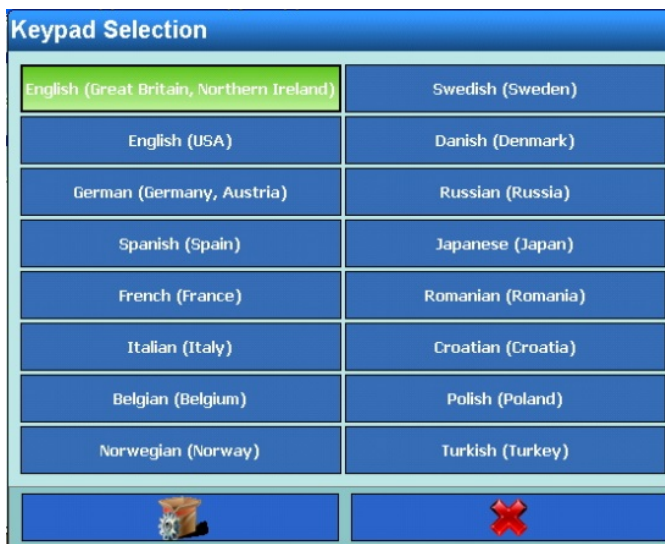 Keypad Selection
English (Great Britain, Northern Ireland)
Swedish (Sweden)
English (USA)
Danish (Denmark)
German (Germany, Austria)
Russian (Russia)
Spanish (Spain)
Japanese (Japan)
French (France)
Romanian (Romania)
Italian (Italy)
Croatian (Croatia)
Belgian (Belgium)
Polish (Poland)
Norwegian (Norway)
Turkish (Turkey)